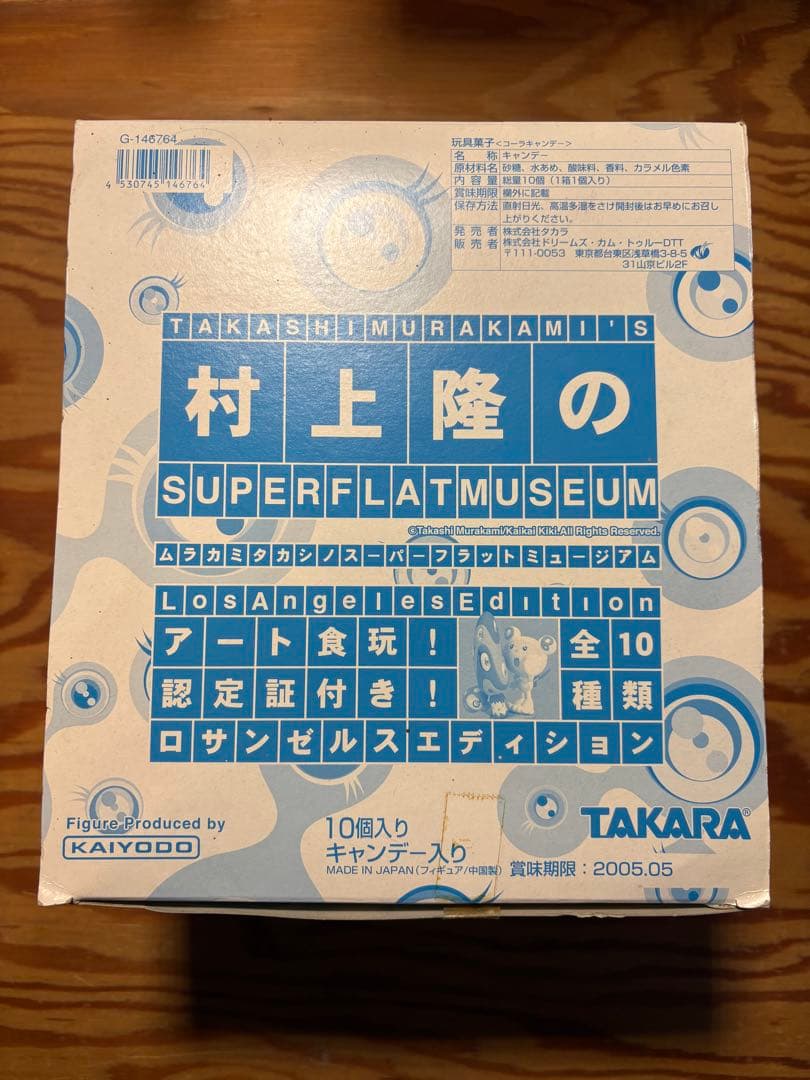 G-146764
4 530745 146764
玩具菓子<コーラキャンデー>
名 称 キャンデー
原材料名 砂糖、水あめ、酸味料、香料、カラメル色素
内 容 量 総量10個(1箱1個入り)
賞味期限 欄外に記載
保存方法 直射日光、高温多湿をさけ開封後はお早めにお召し
上がりください。
発 売 者 株式会社タカラ
販 売 者 株式会社ドリームズ・カム・トゥルーDTT
〒111-0053 東京都台東区浅草橋3-8-5
31山京ビル2F
TAKASHIMURAKAMI'S
村上隆の
SUPERFLATMUSEUM
©Takashi Murakami/Kaikai Kiki.All Rights Reserved.
ムラカミタカシノスーパーフラットミュージアム
LosAngelesEdition
アート食玩!全10
認定証付き!種類
ロサンゼルスエディション
Figure Produced by
KAIYODO
10個入り
キャンデー入り
MADE IN JAPAN(フィギュア/中国製)
賞味期限:2005.05
TAKARA®